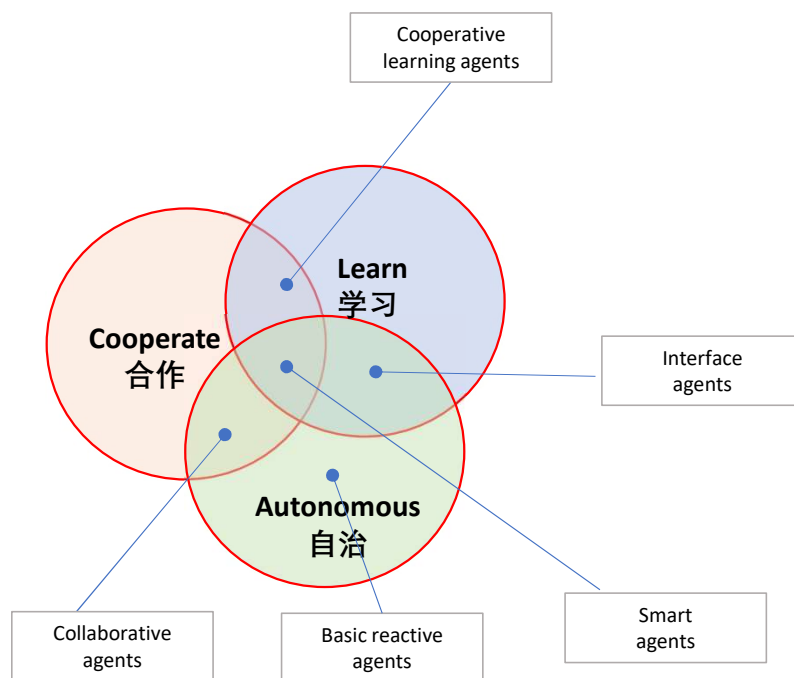 Cooperative
learning agents
Learn
学习
Cooperate
合作
Interface
agents
Autonomous
自治
Collaborative
agents
Basic reactive
agents
Smart
agents